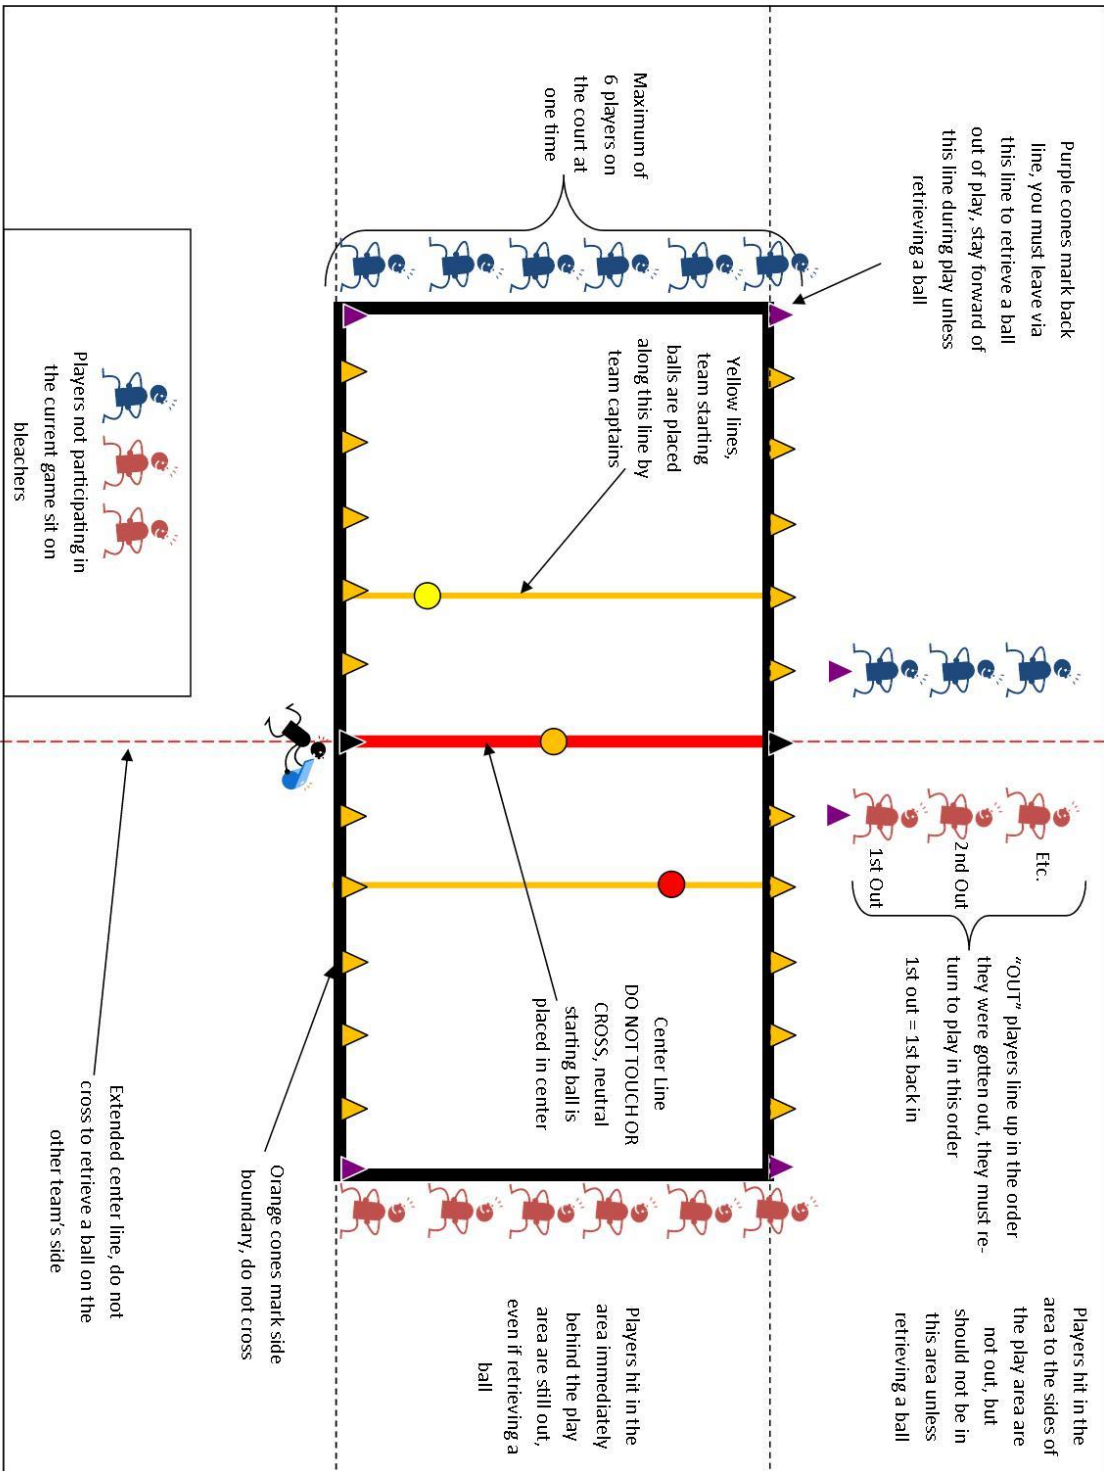 Purple cones mark back
line, you must leave via
this line to retrieve a ball
out of play, stay forward of
this line during play unless
retrieving a ball
Etc.
2nd Out
1st Out
“OUT” players line up in the order
they were gotten out, they must re-
turn to play in this order
1st out = 1st back in
Players hit in the
area to the sides of
the play area are
not out, but
should not be in
this area unless
retrieving a ball
Maximum of
6 players on
the court at
one time
Yellow lines,
team starting
balls are placed
along this line by
team captains
Center Line
DO NOT TOUCH OR
CROSS, neutral
starting ball is
placed in center
Players hit in the
area immediately
behind the play
area are still out,
even if retrieving a
ball
Players not participating in
the current game sit on
bleachers
Orange cones mark side
boundary, do not cross
Extended center line, do not
cross to retrieve a ball on the
other team’s side